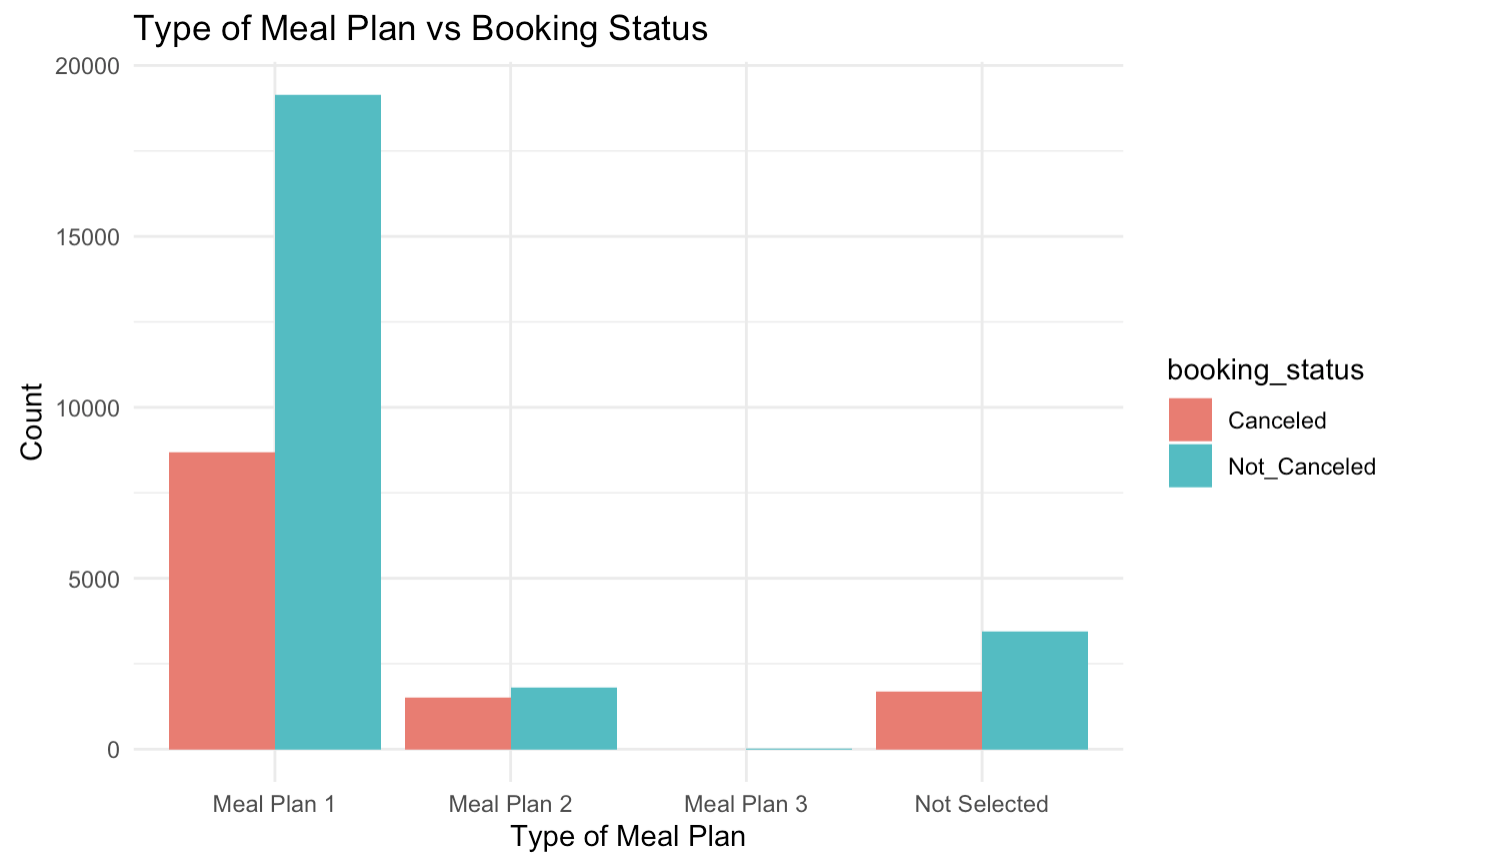 Type of Meal Plan vs Booking Status
20000
15000
10000
5000
0
Count
Meal Plan 1
Meal Plan 2
Meal Plan 3
Not Selected
Type of Meal Plan
booking_status
Canceled
Not_Canceled